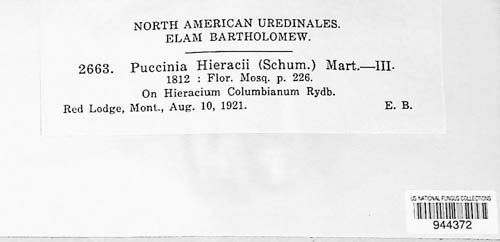 NORTH AMERICAN UREDINALES.
ELAM BARTHOLOMEW.
2663. Puccinia Hieracii (Schum.) Mart.—III.
1812 : Flor. Mosq. p. 226.
On Hieracium Columbianum Rydb.
Red Lodge, Mont., Aug. 10, 1921. E. B.
US NATIONAL FUNGUS COLLECTIONS
944372